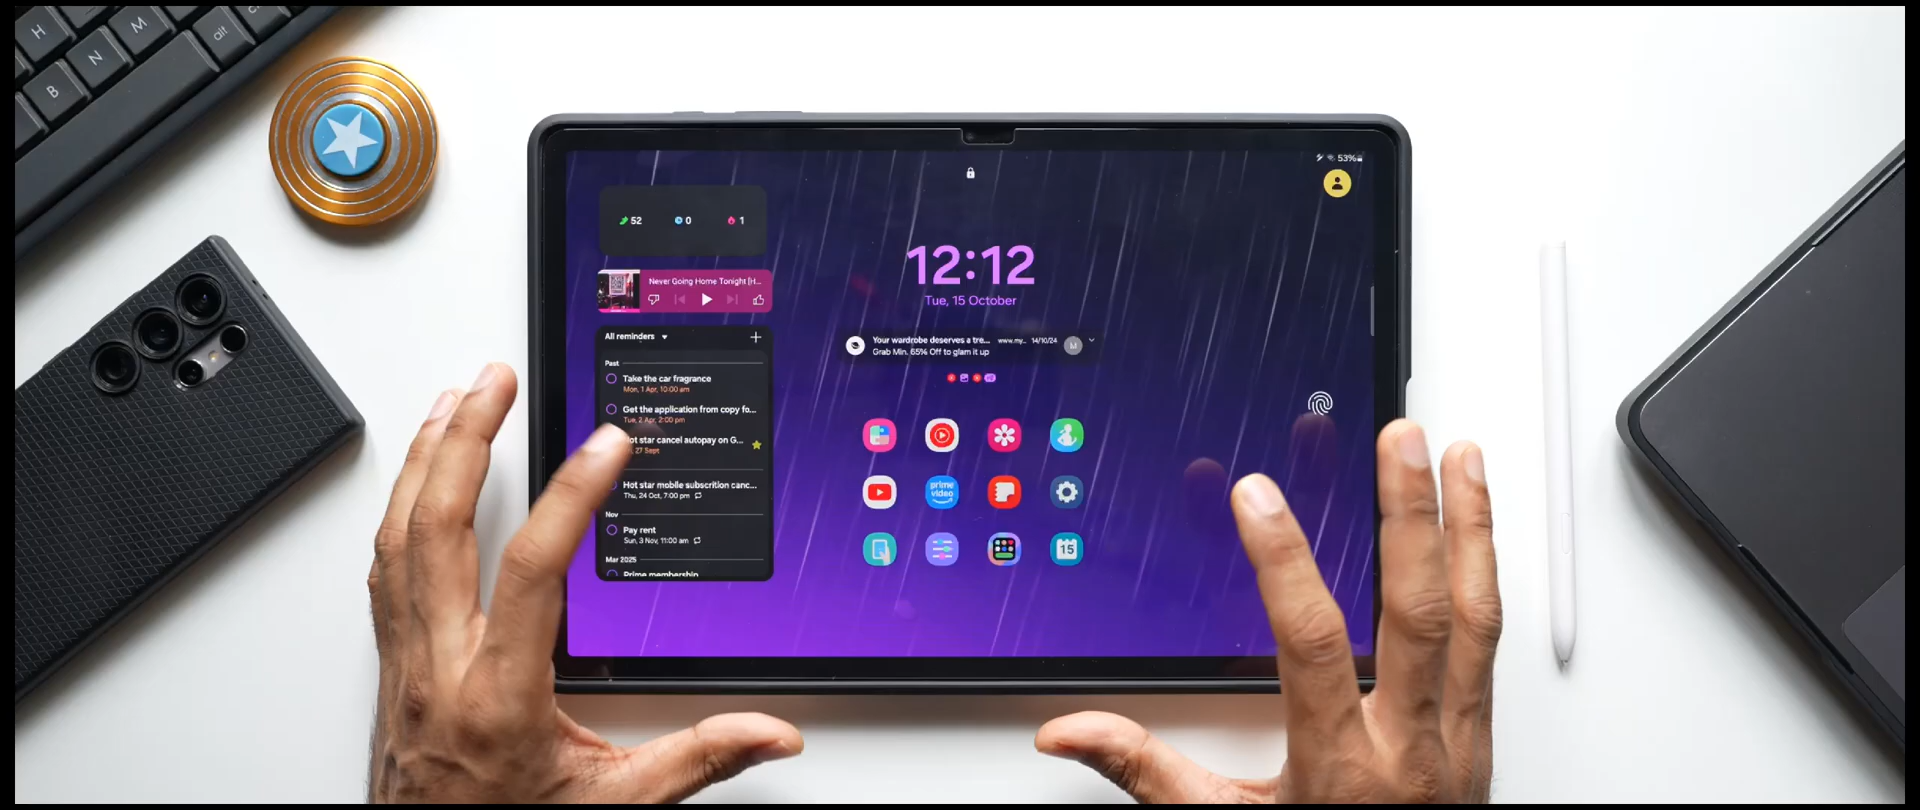 H
M
alt
N
B
53%
52
0
1
12:12
Never Going Home Tonight [H...
Tue, 15 October
All reminders
Your wardrobe deserves a tre... www.my... 14/10/24
M
Grab Min. 65% Off to glam it up
Past
Take the car fragrance
Mon, 1 Apr, 10:00 am
Get the application from copy fo...
Tue, 2 Apr, 2:00 pm
ot star cancel autopay on G...
27 Sept
Hot star mobile subscrition canc...
Thu, 24 Oct, 7:00 pm
prime
video
Nov
Pay rent
Sun, 3 Nov, 11:00 am
15
Mar 2025
Prime membership